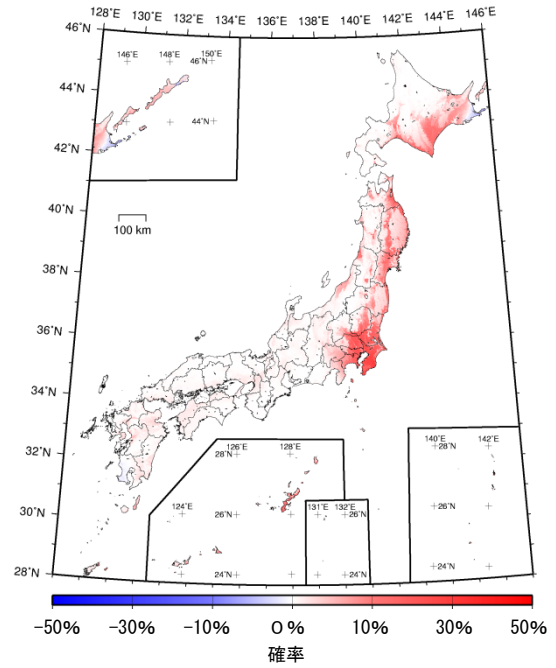 128˚E 130˚E 132˚E 134˚E 136˚E 138˚E 140˚E 142˚E 144˚E 146˚E
46˚N
146˚E 148˚E 150˚E
46˚N
44˚N
44˚N
42˚N
40˚N
100 km
38˚N
36˚N
34˚N
32˚N
126˚E 128˚E
28˚N
140˚E 142˚E
28˚N
124˚E
131˚E 132˚E
30˚N
26˚N
26˚N
26˚N
28˚N
24˚N
24˚N
24˚N
−50% −30% −10% 0 % 10% 30% 50%
確率